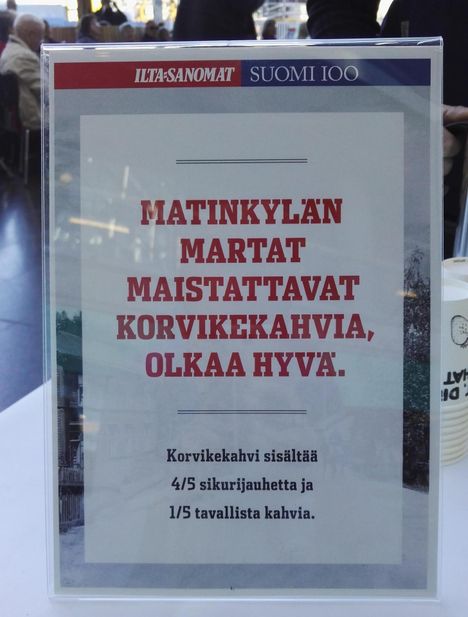 ILTA-SANOMAT SUOMI 100
MATINKYLÄN
MARTAT
MAISTATTAVAT
KORVIKEKAHVIA,
OLKAA HYVÄ.
Korvikekahvi sisältää
4/5 sikurijauhetta ja
1/5 tavallista kahvia.